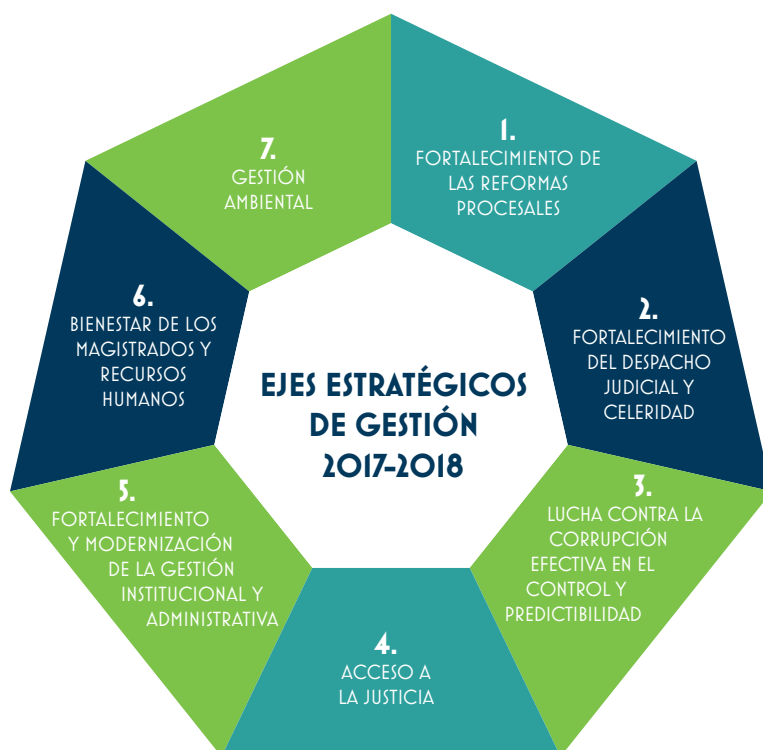 EJES ESTRATÉGICOS
DE GESTIÓN
2017-2018
1.
FORTALECIMIENTO DE
LAS REFORMAS
PROCESALES
2.
FORTALECIMIENTO
DEL DESPACHO
JUDICIAL Y
CELERIDAD
3.
LUCHA CONTRA LA
CORRUPCIÓN
EFECTIVA EN EL
CONTROL Y
PREDICTIBILIDAD
4.
ACCESO A
LA JUSTICIA
5.
FORTALECIMIENTO
Y MODERNIZACIÓN
DE LA GESTIÓN
INSTITUCIONAL Y
ADMINISTRATIVA
6.
BIENESTAR DE LOS
MAGISTRADOS Y
RECURSOS
HUMANOS
7.
GESTIÓN
AMBIENTAL